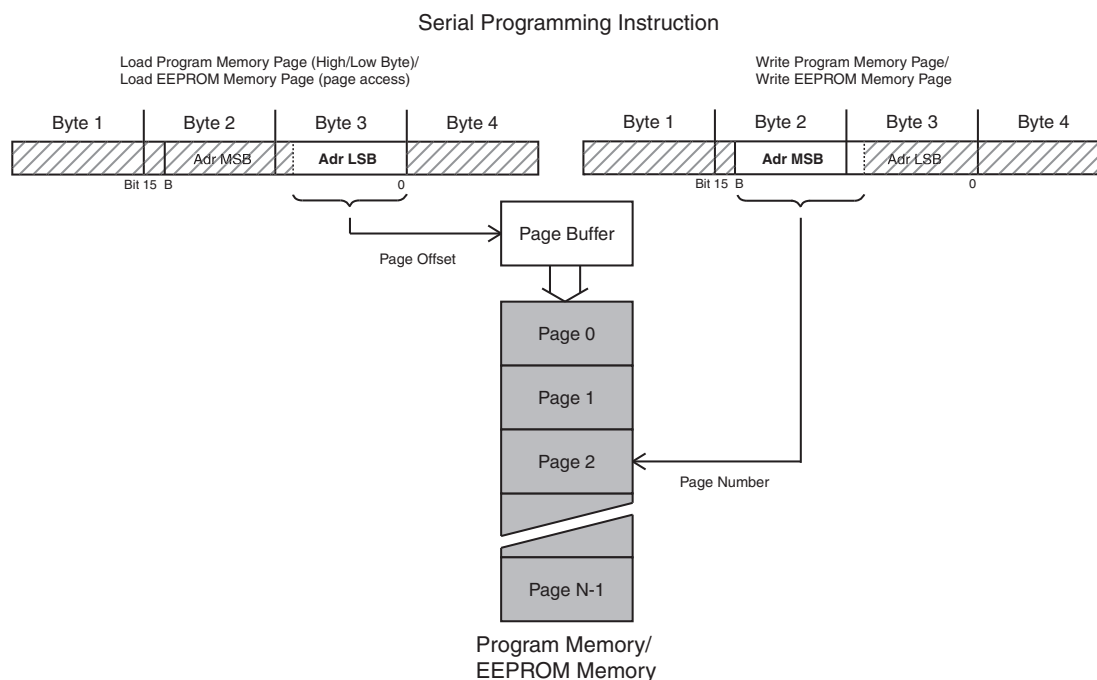 Serial Programming Instruction
Load Program Memory Page (High/Low Byte)/
Load EEPROM Memory Page (page access)
Byte 1 Byte 2 Byte 3 Byte 4
Adr MSB Adr LSB
Bit 15 B 0
Write Program Memory Page/
Write EEPROM Memory Page
Byte 1 Byte 2 Byte 3 Byte 4
Adr MSB Adr LSB
Bit 15 B 0
Page Offset
Page Buffer
Page 0
Page 1
Page 2
Page Number
Page N-1
Program Memory/
EEPROM Memory